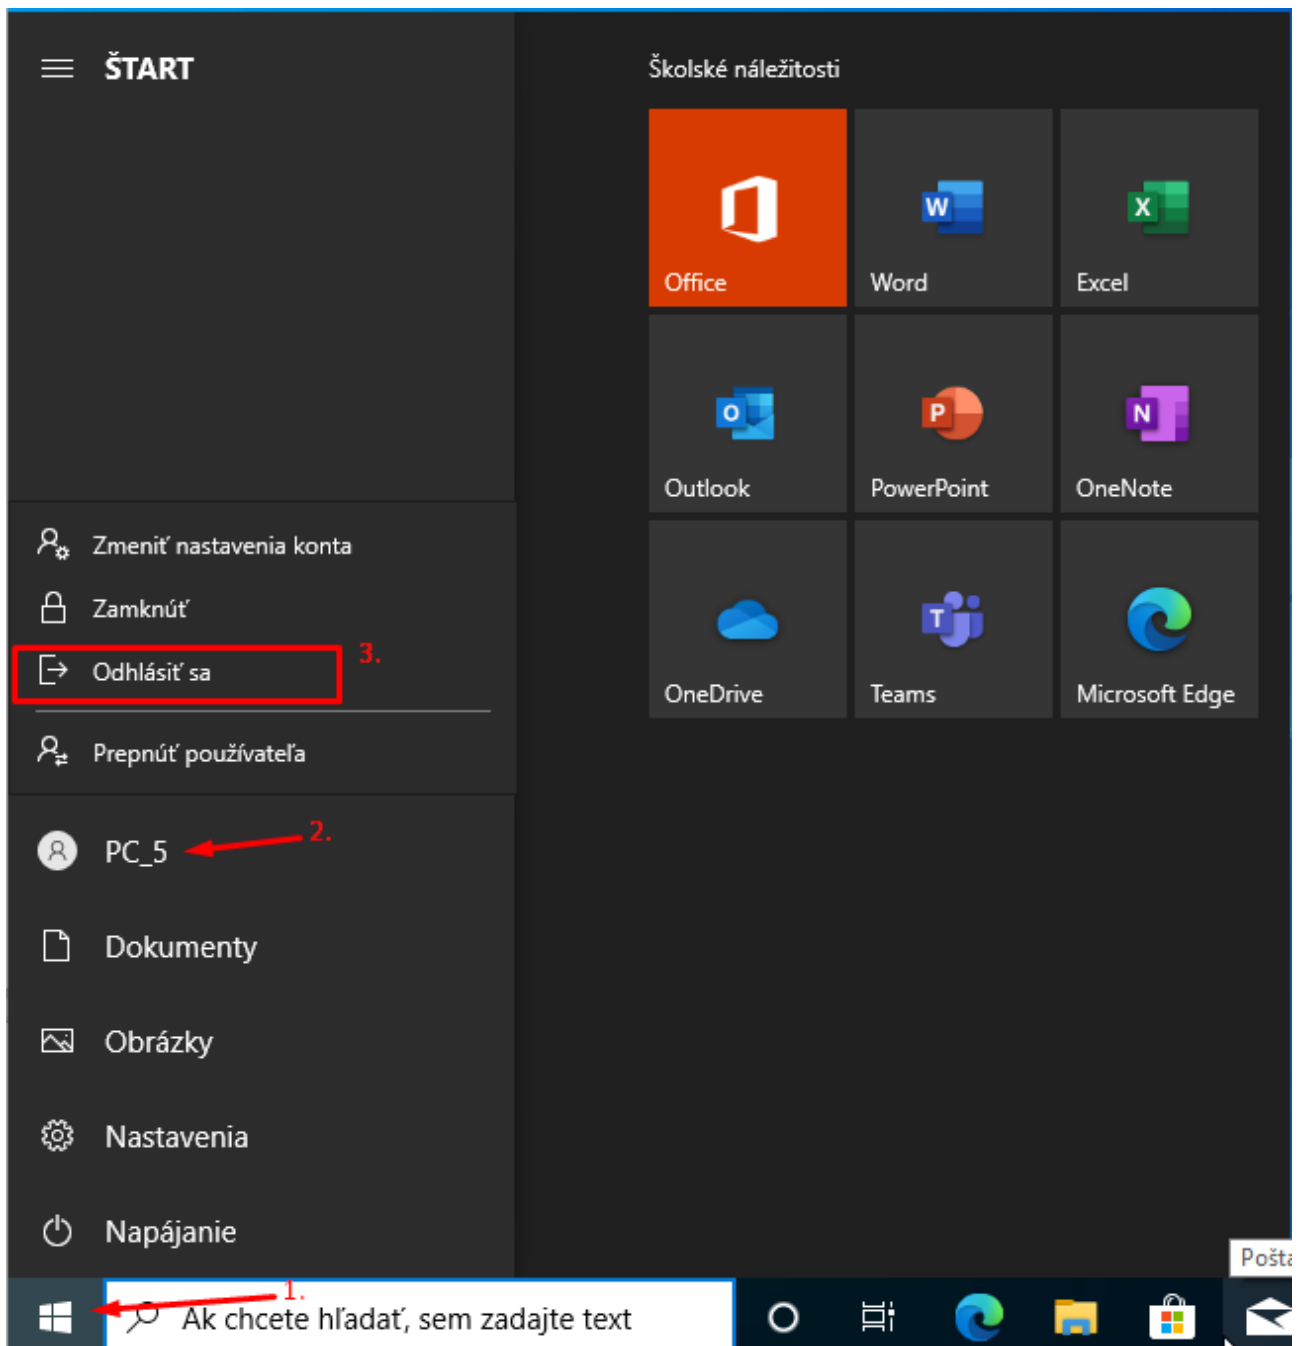 ŠTART
Školské náležitosti
Office
Word
Excel
Outlook
PowerPoint
OneNote
OneDrive
Teams
Microsoft Edge
Zmeniť nastavenia konta
Zamknúť
Odhlásiť sa
3.
Prepnúť používateľa
PC_5
2.
Dokumenty
Obrázky
Nastavenia
Napájanie
Pošta
1.
Ak chcete hľadať, sem zadajte text